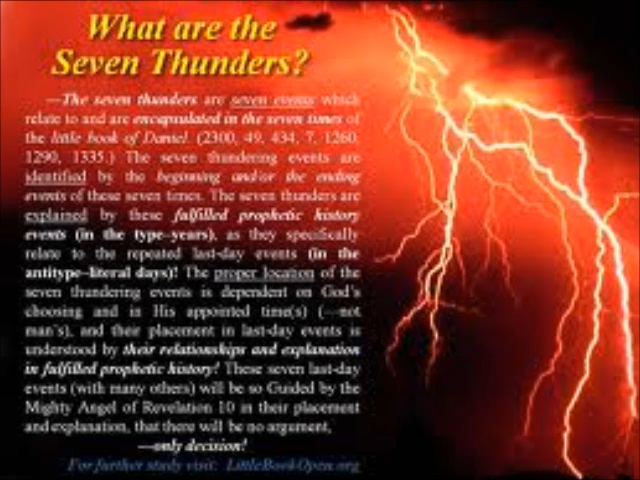 What are the
Seven Thunders?
—The seven thunders are seven events which
relate to and are encapsulated in the seven times of
the little book of Daniel. (2300, 49, 434, 7, 1260,
1290, 1335.) The seven thundering events are
identified by the beginning and/or the ending
events of these seven times. The seven thunders are
explained by these fulfilled prophetic history
events (in the type–years), as they specifically
relate to the repeated last-day events (in the
antitype–literal days)! The proper location of the
seven thundering events is dependent on God's
choosing and in His appointed time(s) (—not
man's), and their placement in last-day events is
understood by their relationships and explanation
in fulfilled prophetic history! These seven last-day
events (with many others) will be so Guided by the
Mighty Angel of Revelation 10 in their placement
and explanation, that there will be no argument,
—only decision!
For further study visit: LittleBookOpen.org